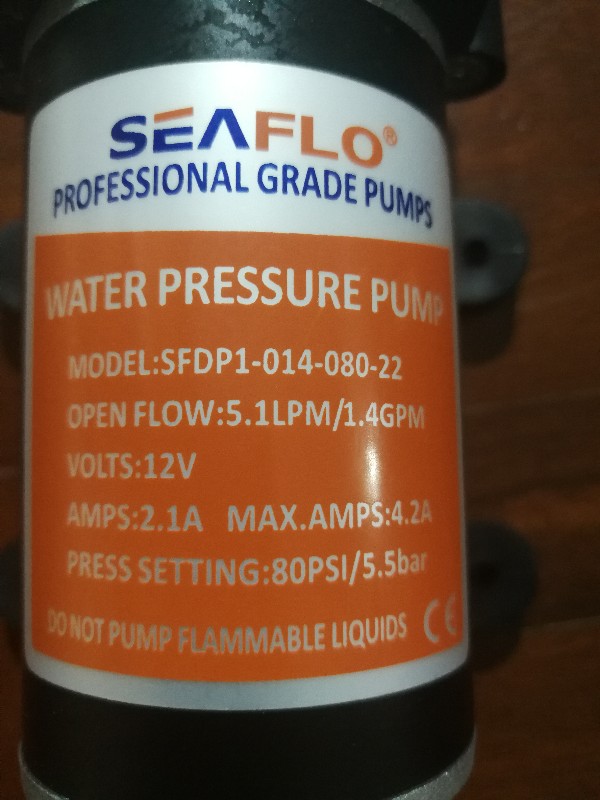 SEAFLO®
PROFESSIONAL GRADE PUMPS
WATER PRESSURE PUMP
MODEL:SFDP1-014-080-22
OPEN FLOW:5.1LPM/1.4GPM
VOLTS:12V
AMPS:2.1A MAX.AMPS:4.2A
PRESS SETTING:80PSI/5.5bar
DO NOT PUMP FLAMMABLE LIQUIDS CE